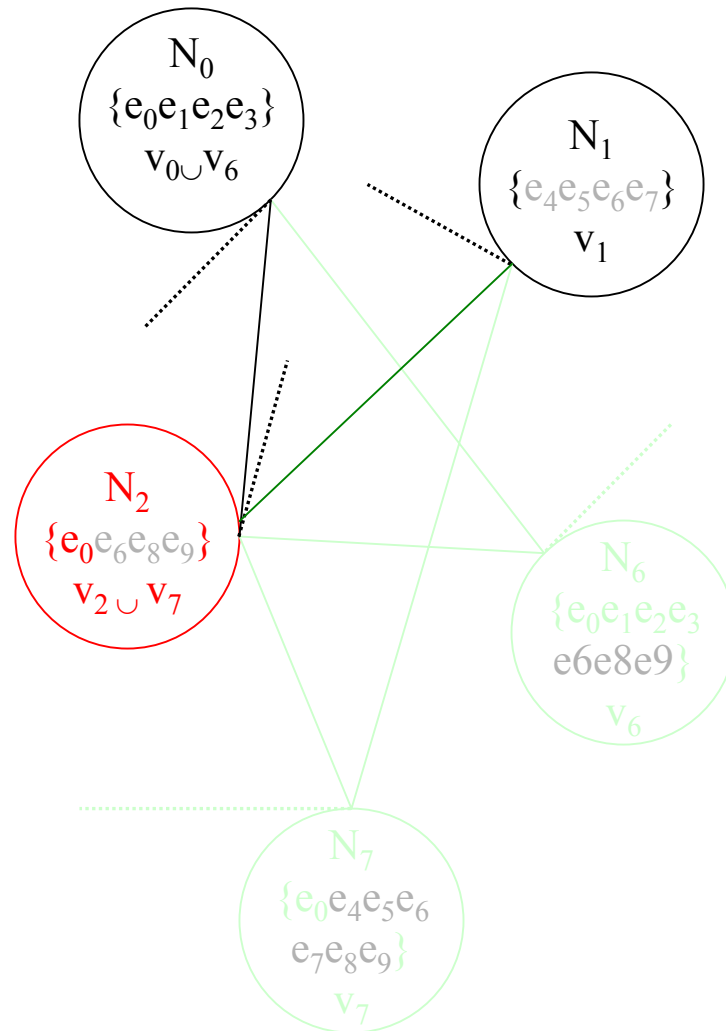 N₀
{e₀e₁e₂e₃}
v₀∪v₆
N₁
{e₄e₅e₆e₇}
v₁
N₂
{e₀e₆e₈e₉}
v₂ ∪ v₇
N₆
{e₀e₁e₂e₃
e6e8e9}
v₆
N₇
{e₀e₄e₅e₆
e₇e₈e₉}
v₇